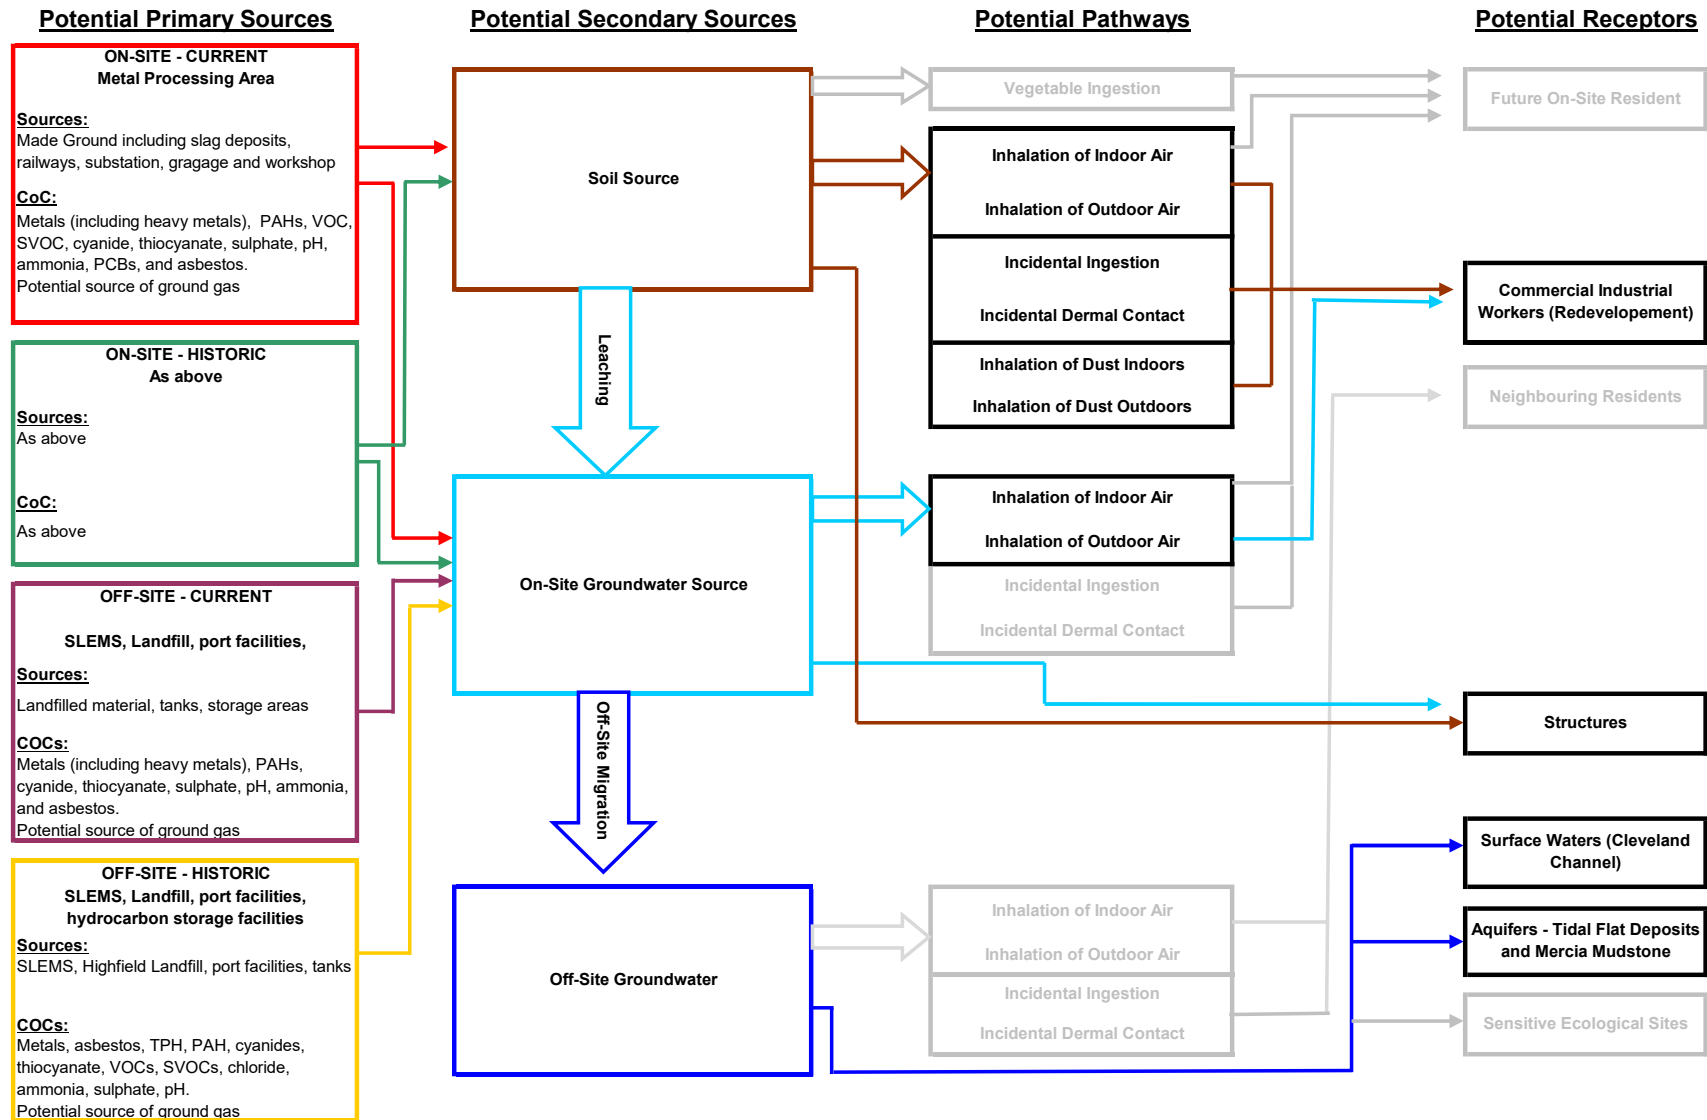 Potential Primary Sources
ON-SITE - CURRENT
Metal Processing Area
Sources:
Made Ground including slag deposits,
railways, substation, gragage and workshop
CoC:
Metals (including heavy metals),  PAHs, VOC,
SVOC, cyanide, thiocyanate, sulphate, pH,
ammonia, PCBs, and asbestos.
Potential source of ground gas
ON-SITE - HISTORIC
As above
Sources:
As above
CoC:
As above
OFF-SITE - CURRENT
SLEMS, Landfill, port facilities,
Sources:
Landfilled material, tanks, storage areas
COCs:
Metals (including heavy metals), PAHs,
cyanide, thiocyanate, sulphate, pH, ammonia,
and asbestos.
Potential source of ground gas
OFF-SITE - HISTORIC
SLEMS, Landfill, port facilities,
hydrocarbon storage facilities
Sources:
SLEMS, Highfield Landfill, port facilities, tanks
COCs:
Metals, asbestos, TPH, PAH, cyanides,
thiocyanate, VOCs, SVOCs, chloride,
ammonia, sulphate, pH.
Potential source of ground gas
Potential Secondary Sources
Soil Source
Leaching
On-Site Groundwater Source
Off-Site Migration
Off-Site Groundwater
Potential Pathways
Vegetable Ingestion
Inhalation of Indoor Air
Inhalation of Outdoor Air
Incidental Ingestion
Incidental Dermal Contact
Inhalation of Dust Indoors
Inhalation of Dust Outdoors
Inhalation of Indoor Air
Inhalation of Outdoor Air
Incidental Ingestion
Incidental Dermal Contact
Inhalation of Indoor Air
Inhalation of Outdoor Air
Incidental Ingestion
Incidental Dermal Contact
Potential Receptors
Future On-Site Resident
Commercial Industrial
Workers (Redevelopement)
Neighbouring Residents
Structures
Surface Waters (Cleveland
Channel)
Aquifers - Tidal Flat Deposits
and Mercia Mudstone
Sensitive Ecological Sites